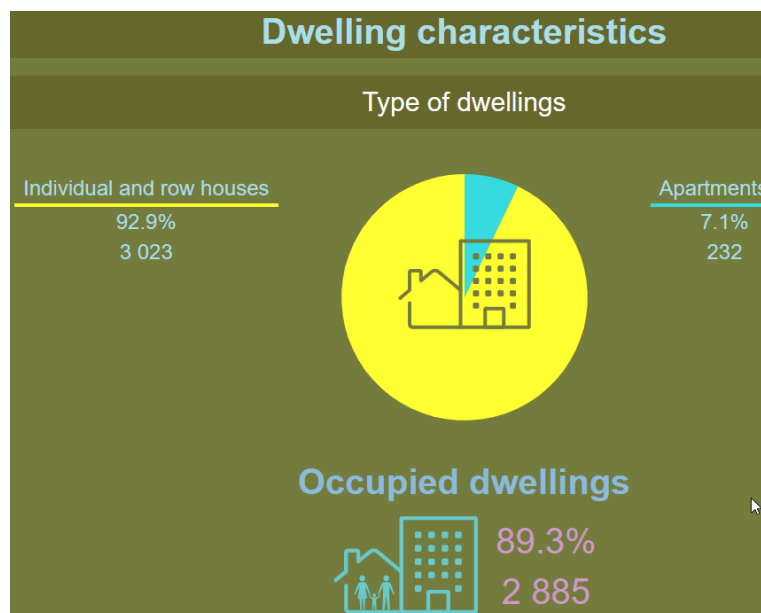 Dwelling characteristics
Type of dwellings
Individual and row houses
92.9%
3 023
Apartments
7.1%
232
Occupied dwellings
89.3%
2 885